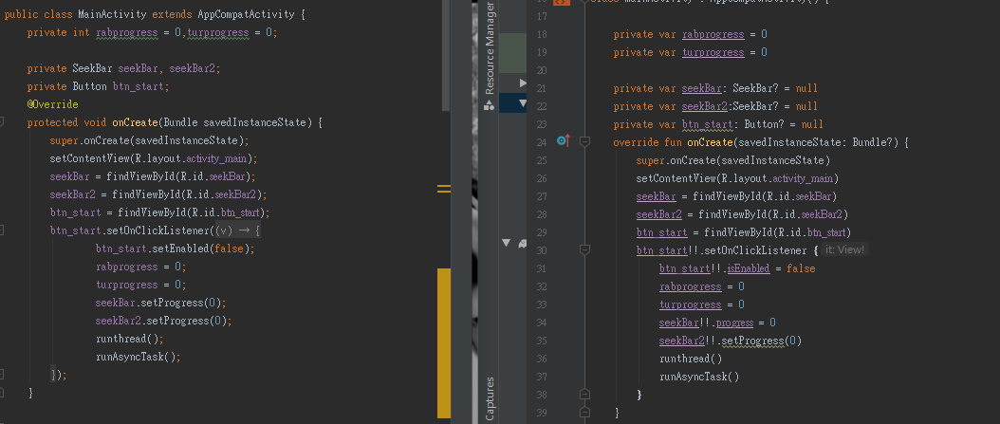 public class MainActivity extends AppCompatActivity {
private int rabprogress = 0,turprogress = 0;
private SeekBar seekBar, seekBar2;
private Button btn_start;
@Override
protected void onCreate(Bundle savedInstanceState) {
super.onCreate(savedInstanceState);
setContentView(R.layout.activity_main);
seekBar = findViewById(R.id.seekBar);
seekBar2 = findViewById(R.id.seekBar2);
btn_start = findViewById(R.id.btn_start);
btn_start.setOnClickListener((v) → {
btn_start.setEnabled(false);
rabprogress = 0;
turprogress = 0;
seekBar.setProgress(0);
seekBar2.setProgress(0);
runthread();
runAsyncTask();
});
}
Resource Manager
Captures
17
18 private var rabprogress = 0
19 private var turprogress = 0
20
21 private var seekBar: SeekBar? = null
22 private var seekBar2:SeekBar? = null
23 private var btn_start: Button? = null
24 override fun onCreate(savedInstanceState: Bundle?) {
25 super.onCreate(savedInstanceState)
26 setContentView(R.layout.activity_main)
27 seekBar = findViewById(R.id.seekBar)
28 seekBar2 = findViewById(R.id.seekBar2)
29 btn_start = findViewById(R.id.btn_start)
30 btn_start!!.setOnClickListener { it: View!
31 btn_start!!.isEnabled = false
32 rabprogress = 0
33 turprogress = 0
34 seekBar!!.progress = 0
35 seekBar2!!.setProgress(0)
36 runthread()
37 runAsyncTask()
38 }
39 }